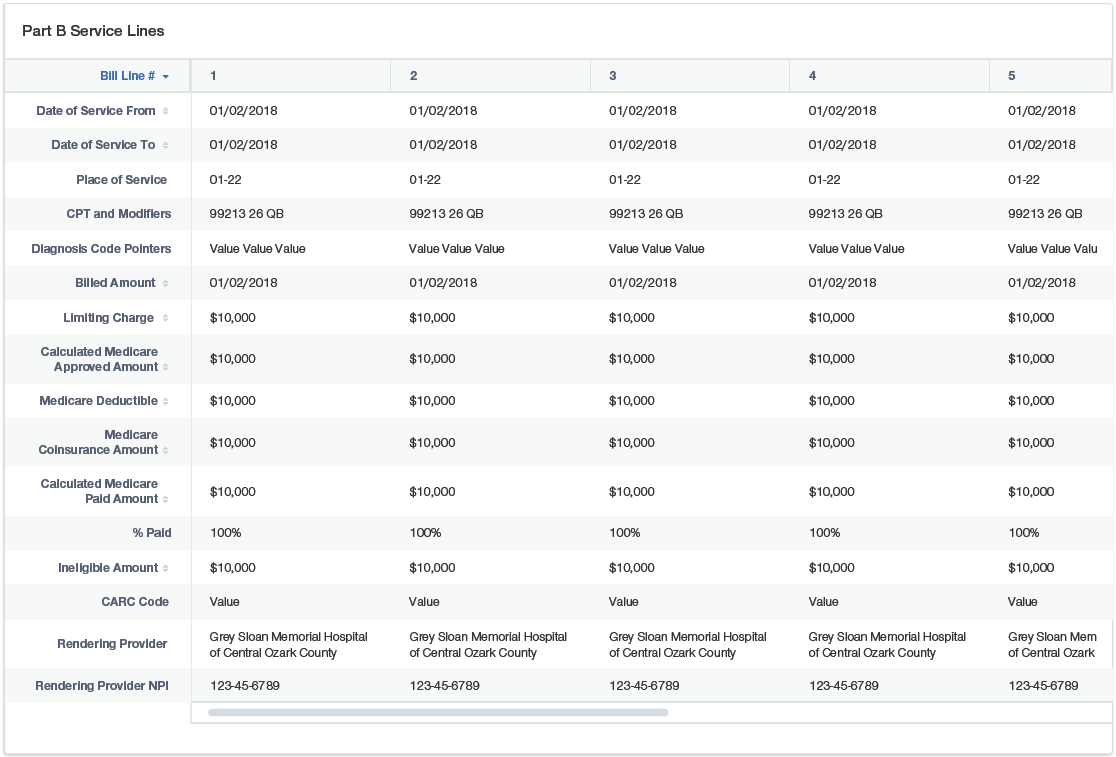 Part B Service Lines
Bill Line # 1 2 3 4 5
Date of Service From 01/02/2018 01/02/2018 01/02/2018 01/02/2018 01/02/2018
Date of Service To 01/02/2018 01/02/2018 01/02/2018 01/02/2018 01/02/2018
Place of Service 01-22 01-22 01-22 01-22 01-22
CPT and Modifiers 99213 26 QB 99213 26 QB 99213 26 QB 99213 26 QB 99213 26 QB
Diagnosis Code Pointers Value Value Value Value Value Value Value Value Value Value Value Value Value Value Valu
Billed Amount 01/02/2018 01/02/2018 01/02/2018 01/02/2018 01/02/2018
Limiting Charge $10,000 $10,000 $10,000 $10,000 $10,000
Calculated Medicare
Approved Amount $10,000 $10,000 $10,000 $10,000 $10,000
Medicare Deductible $10,000 $10,000 $10,000 $10,000 $10,000
Medicare
Coinsurance Amount $10,000 $10,000 $10,000 $10,000 $10,000
Calculated Medicare
Paid Amount $10,000 $10,000 $10,000 $10,000 $10,000
% Paid 100% 100% 100% 100% 100%
Ineligible Amount $10,000 $10,000 $10,000 $10,000 $10,000
CARC Code Value Value Value Value Value
Rendering Provider Grey Sloan Memorial Hospital Grey Sloan Memorial Hospital Grey Sloan Memorial Hospital Grey Sloan Memorial Hospital Grey Sloan Mem
of Central Ozark County of Central Ozark County of Central Ozark County of Central Ozark County of Central Ozark
Rendering Provider NPI 123-45-6789 123-45-6789 123-45-6789 123-45-6789 123-45-6789